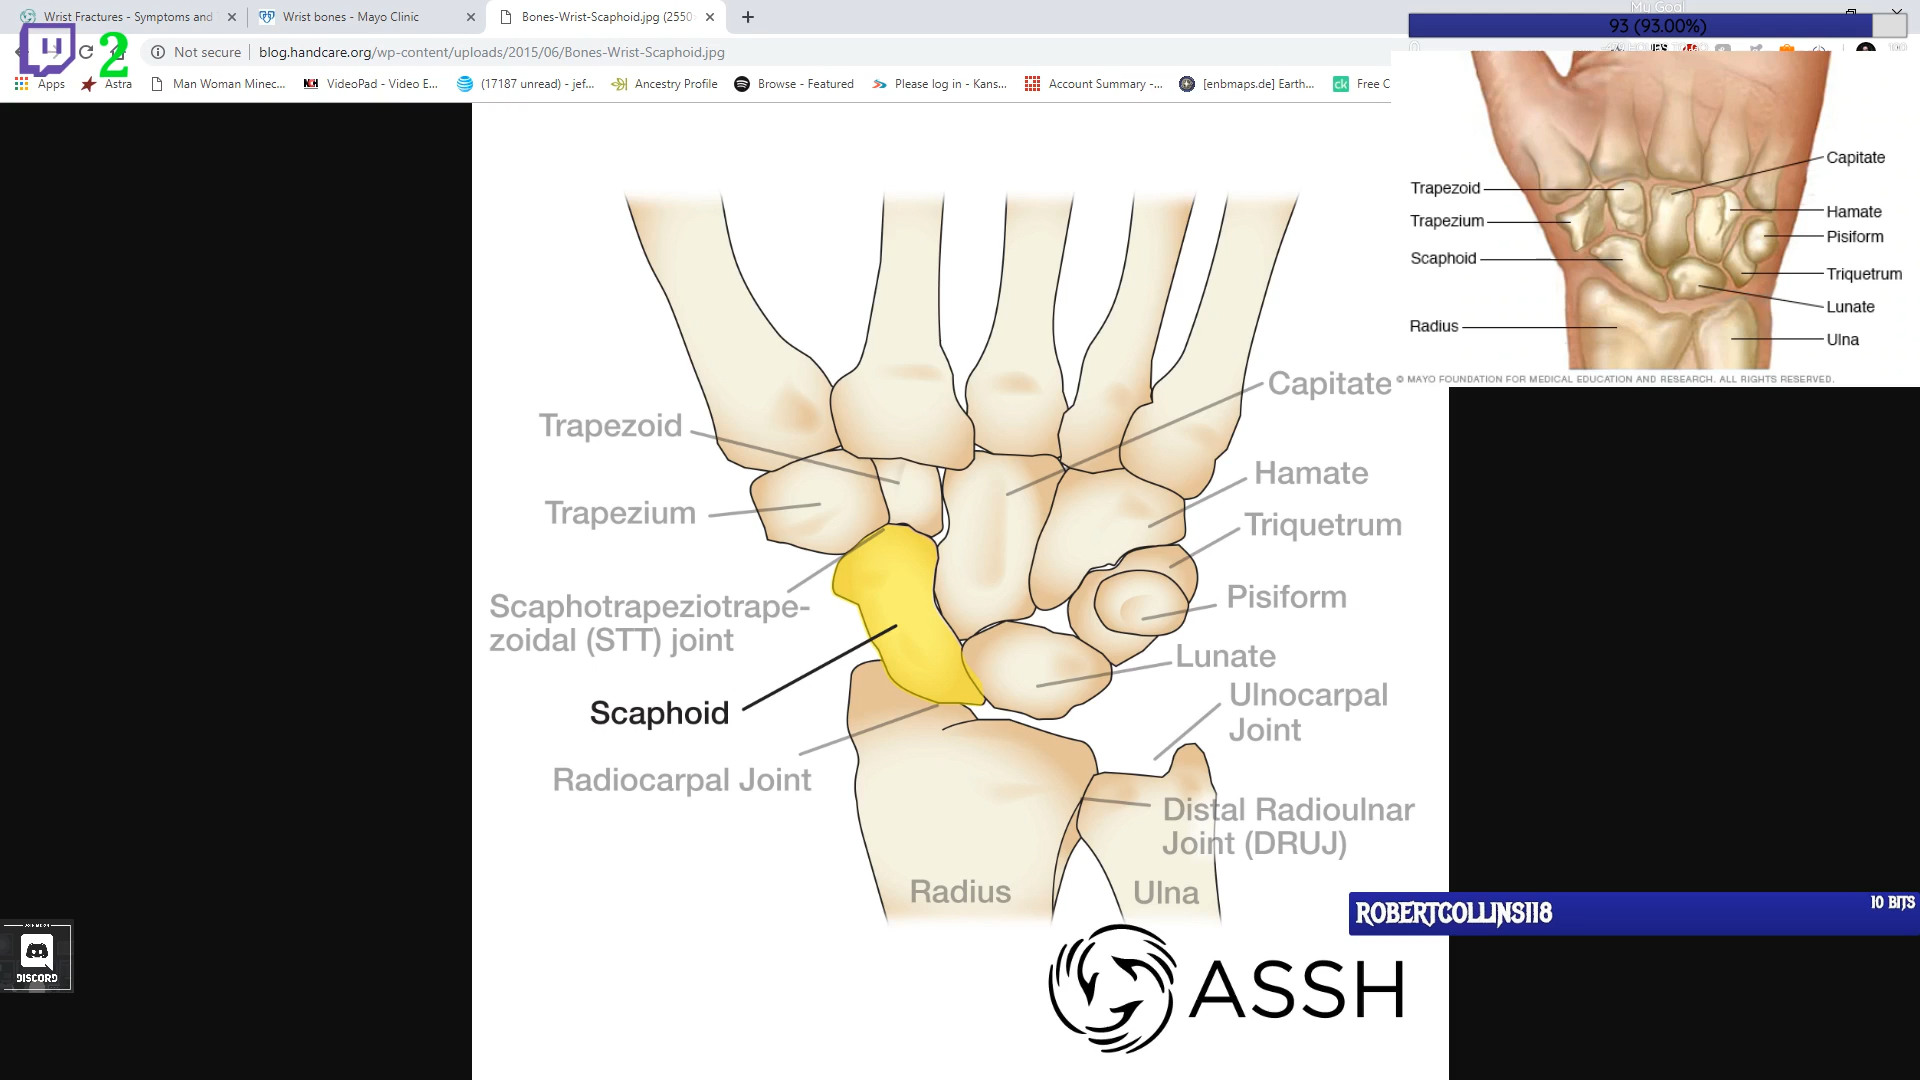 Wrist Fractures - Symptoms and
Wrist bones - Mayo Clinic
Bones-Wrist-Scaphoid.jpg (2550
My Goal
93 (93.00%)
2
Not secure
blog.handcare.org/wp-content/uploads/2015/06/Bones-Wrist-Scaphoid.jpg
Apps
Astra
Man Woman Minec...
VideoPad - Video E...
(17187 unread) - jef...
Ancestry Profile
Browse - Featured
Please log in - Kans...
Account Summary -...
[enbmaps.de] Earth...
ck
Free C
Capitate
Trapezoid
Hamate
Trapezium
Pisiform
Scaphoid
Triquetrum
Lunate
Radius
Ulna
© MAYO FOUNDATION FOR MEDICAL EDUCATION AND RESEARCH. ALL RIGHTS RESERVED.
Capitate
Trapezoid
Hamate
Trapezium
Triquetrum
Scaphotrapeziotrape-
zoidal (STT) joint
Pisiform
Lunate
Scaphoid
Ulnocarpal
Joint
Radiocarpal Joint
Distal Radioulnar
Joint (DRUJ)
Radius
Ulna
ROBERTCOLLINS118
10 BITS
DISCORD
ASSH